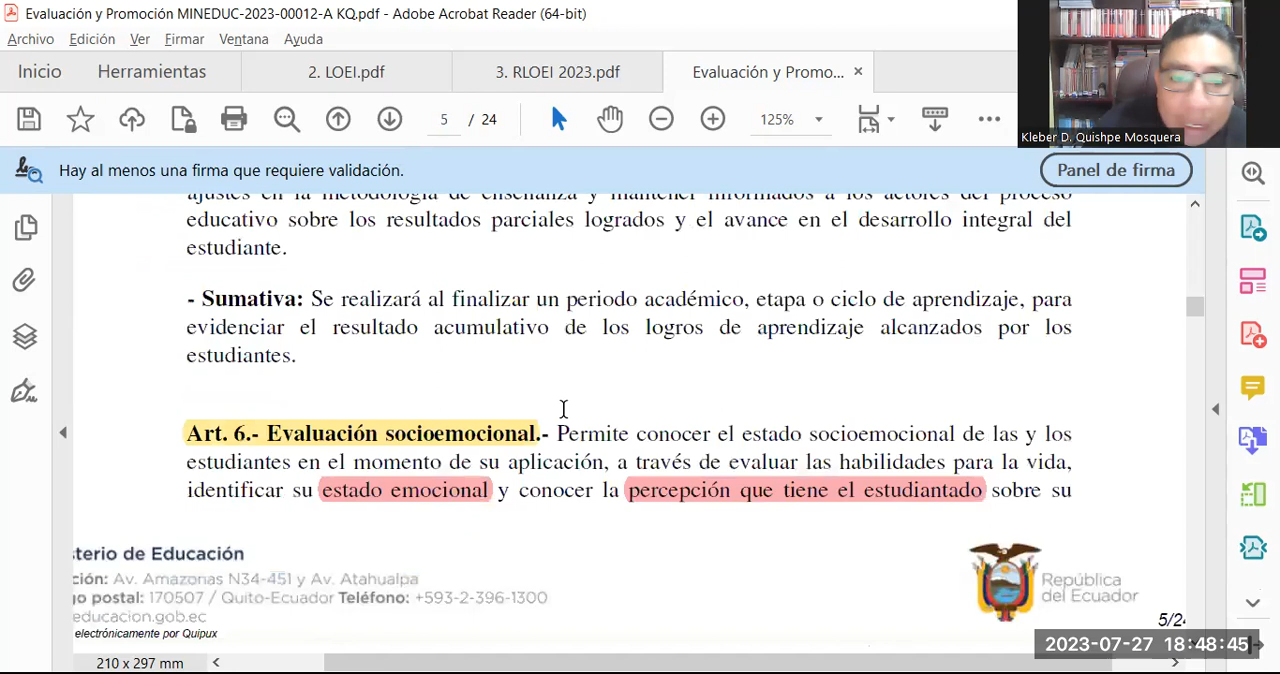 Evaluación y Promoción MINEDUC-2023-00012-A KQ.pdf - Adobe Acrobat Reader (64-bit)
Archivo Edición Ver Firmar Ventana Ayuda
Inicio Herramientas 2. LOEI.pdf 3. RLOEI 2023.pdf Evaluación y Promo... ×
5 / 24 125%
Kleber D. Quishpe Mosquera
Hay al menos una firma que requiere validación. Panel de firma
ajustes en la metodología de enseñanza y mantener informados a los actores del proceso
educativo sobre los resultados parciales logrados y el avance en el desarrollo integral del
estudiante.
- Sumativa: Se realizará al finalizar un periodo académico, etapa o ciclo de aprendizaje, para
evidenciar el resultado acumulativo de los logros de aprendizaje alcanzados por los
estudiantes.
Art. 6.- Evaluación socioemocional.- Permite conocer el estado socioemocional de las y los
estudiantes en el momento de su aplicación, a través de evaluar las habilidades para la vida,
identificar su estado emocional y conocer la percepción que tiene el estudiantado sobre su
sterio de Educación
ción: Av. Amazonas N34-451 y Av. Atahualpa
go postal: 170507 / Quito-Ecuador Teléfono: +593-2-396-1300
educacion.gob.ec
electrónicamente por Quipux
República
del Ecuador
5/24
2023-07-27 18:48:45
210 x 297 mm